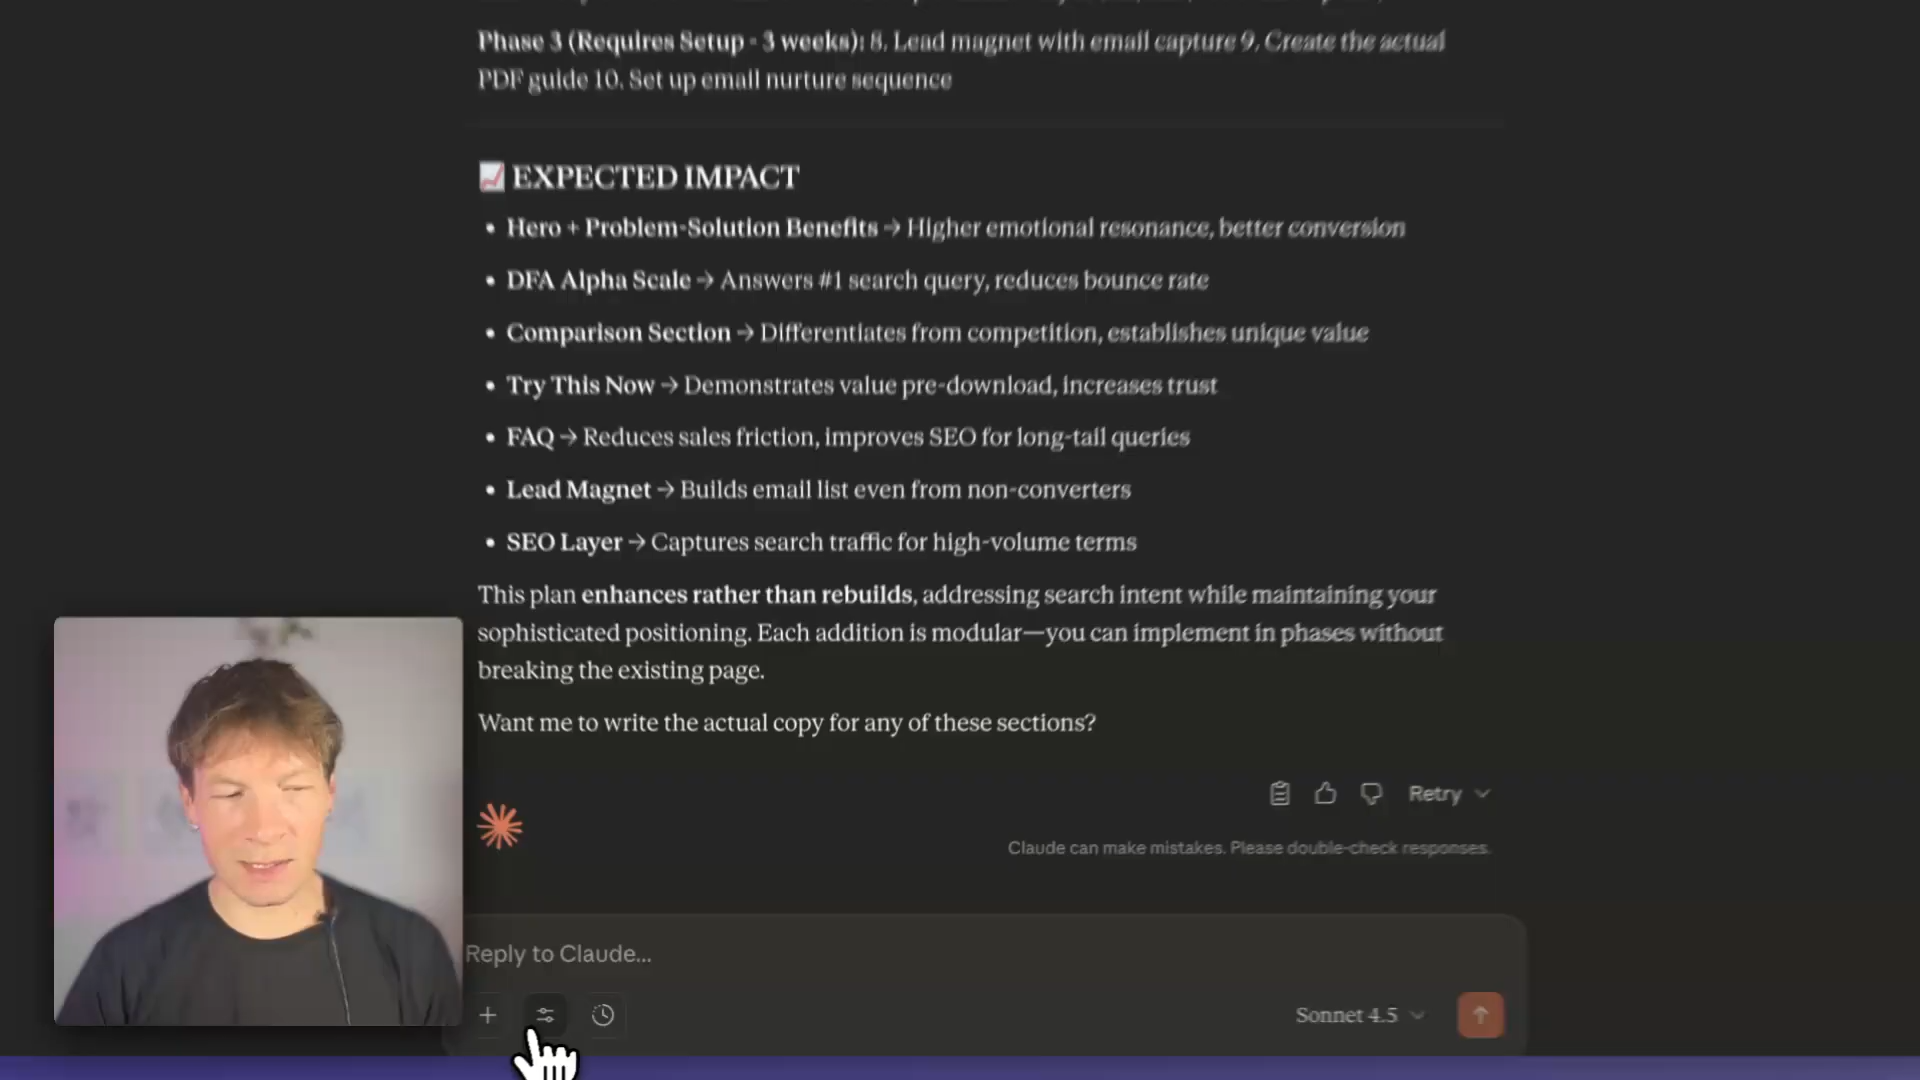 Phase 3 (Requires Setup - 3 weeks): 8. Lead magnet with email capture 9. Create the actual
PDF guide 10. Set up email nurture sequence
EXPECTED IMPACT
• Hero + Problem-Solution Benefits → Higher emotional resonance, better conversion
• DFA Alpha Scale → Answers #1 search query, reduces bounce rate
• Comparison Section → Differentiates from competition, establishes unique value
• Try This Now → Demonstrates value pre-download, increases trust
• FAQ → Reduces sales friction, improves SEO for long-tail queries
• Lead Magnet → Builds email list even from non-converters
• SEO Layer → Captures search traffic for high-volume terms
This plan enhances rather than rebuilds, addressing search intent while maintaining your
sophisticated positioning. Each addition is modular—you can implement in phases without
breaking the existing page.
Want me to write the actual copy for any of these sections?
Retry
Claude can make mistakes. Please double-check responses.
Reply to Claude...
Sonnet 4.5